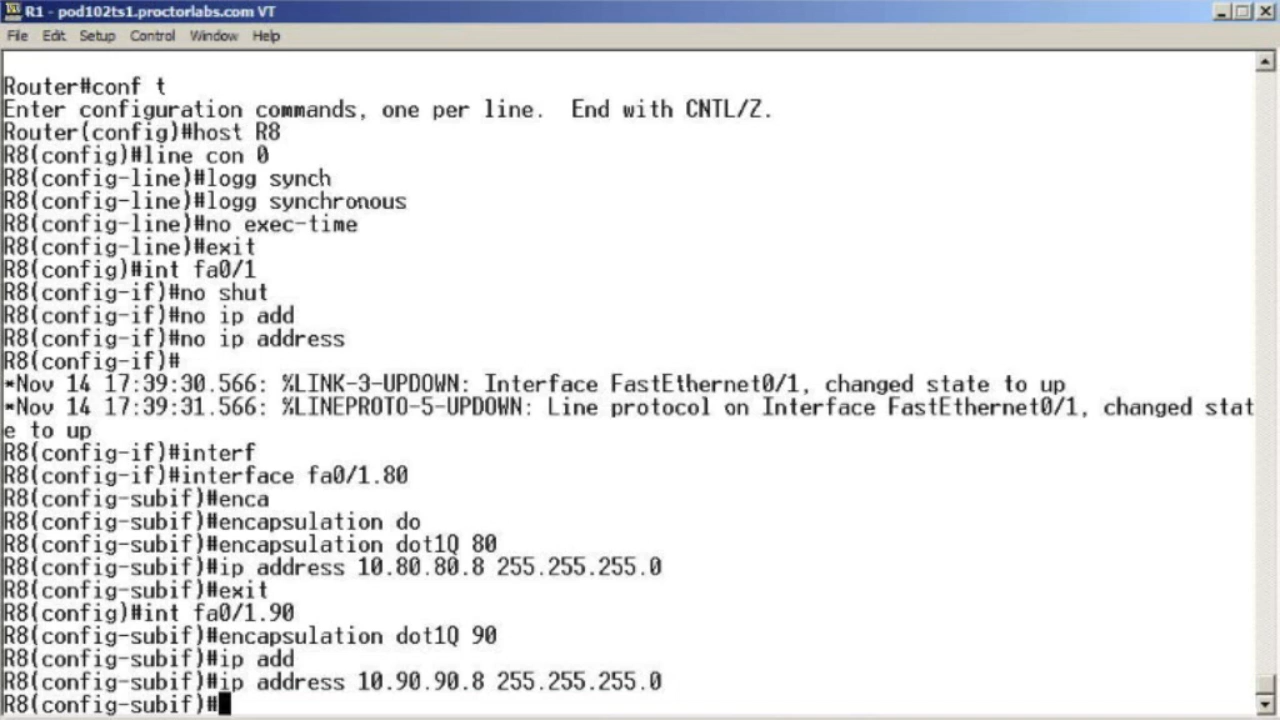 R1 - pod102ts1.proctorlabs.com VT
File Edit Setup Control Window Help
Router#conf t
Enter configuration commands, one per line.  End with CNTL/Z.
Router(config)#host R8
R8(config)#line con 0
R8(config-line)#logg synch
R8(config-line)#logg synchronous
R8(config-line)#no exec-time
R8(config-line)#exit
R8(config)#int fa0/1
R8(config-if)#no shut
R8(config-if)#no ip add
R8(config-if)#no ip address
R8(config-if)#
*Nov 14 17:39:30.566: %LINK-3-UPDOWN: Interface FastEthernet0/1, changed state to up
*Nov 14 17:39:31.566: %LINEPROTO-5-UPDOWN: Line protocol on Interface FastEthernet0/1, changed stat
e to up
R8(config-if)#interf
R8(config-if)#interface fa0/1.80
R8(config-subif)#enca
R8(config-subif)#encapsulation do
R8(config-subif)#encapsulation dot1Q 80
R8(config-subif)#ip address 10.80.80.8 255.255.255.0
R8(config-subif)#exit
R8(config)#int fa0/1.90
R8(config-subif)#encapsulation dot1Q 90
R8(config-subif)#ip add
R8(config-subif)#ip address 10.90.90.8 255.255.255.0
R8(config-subif)#